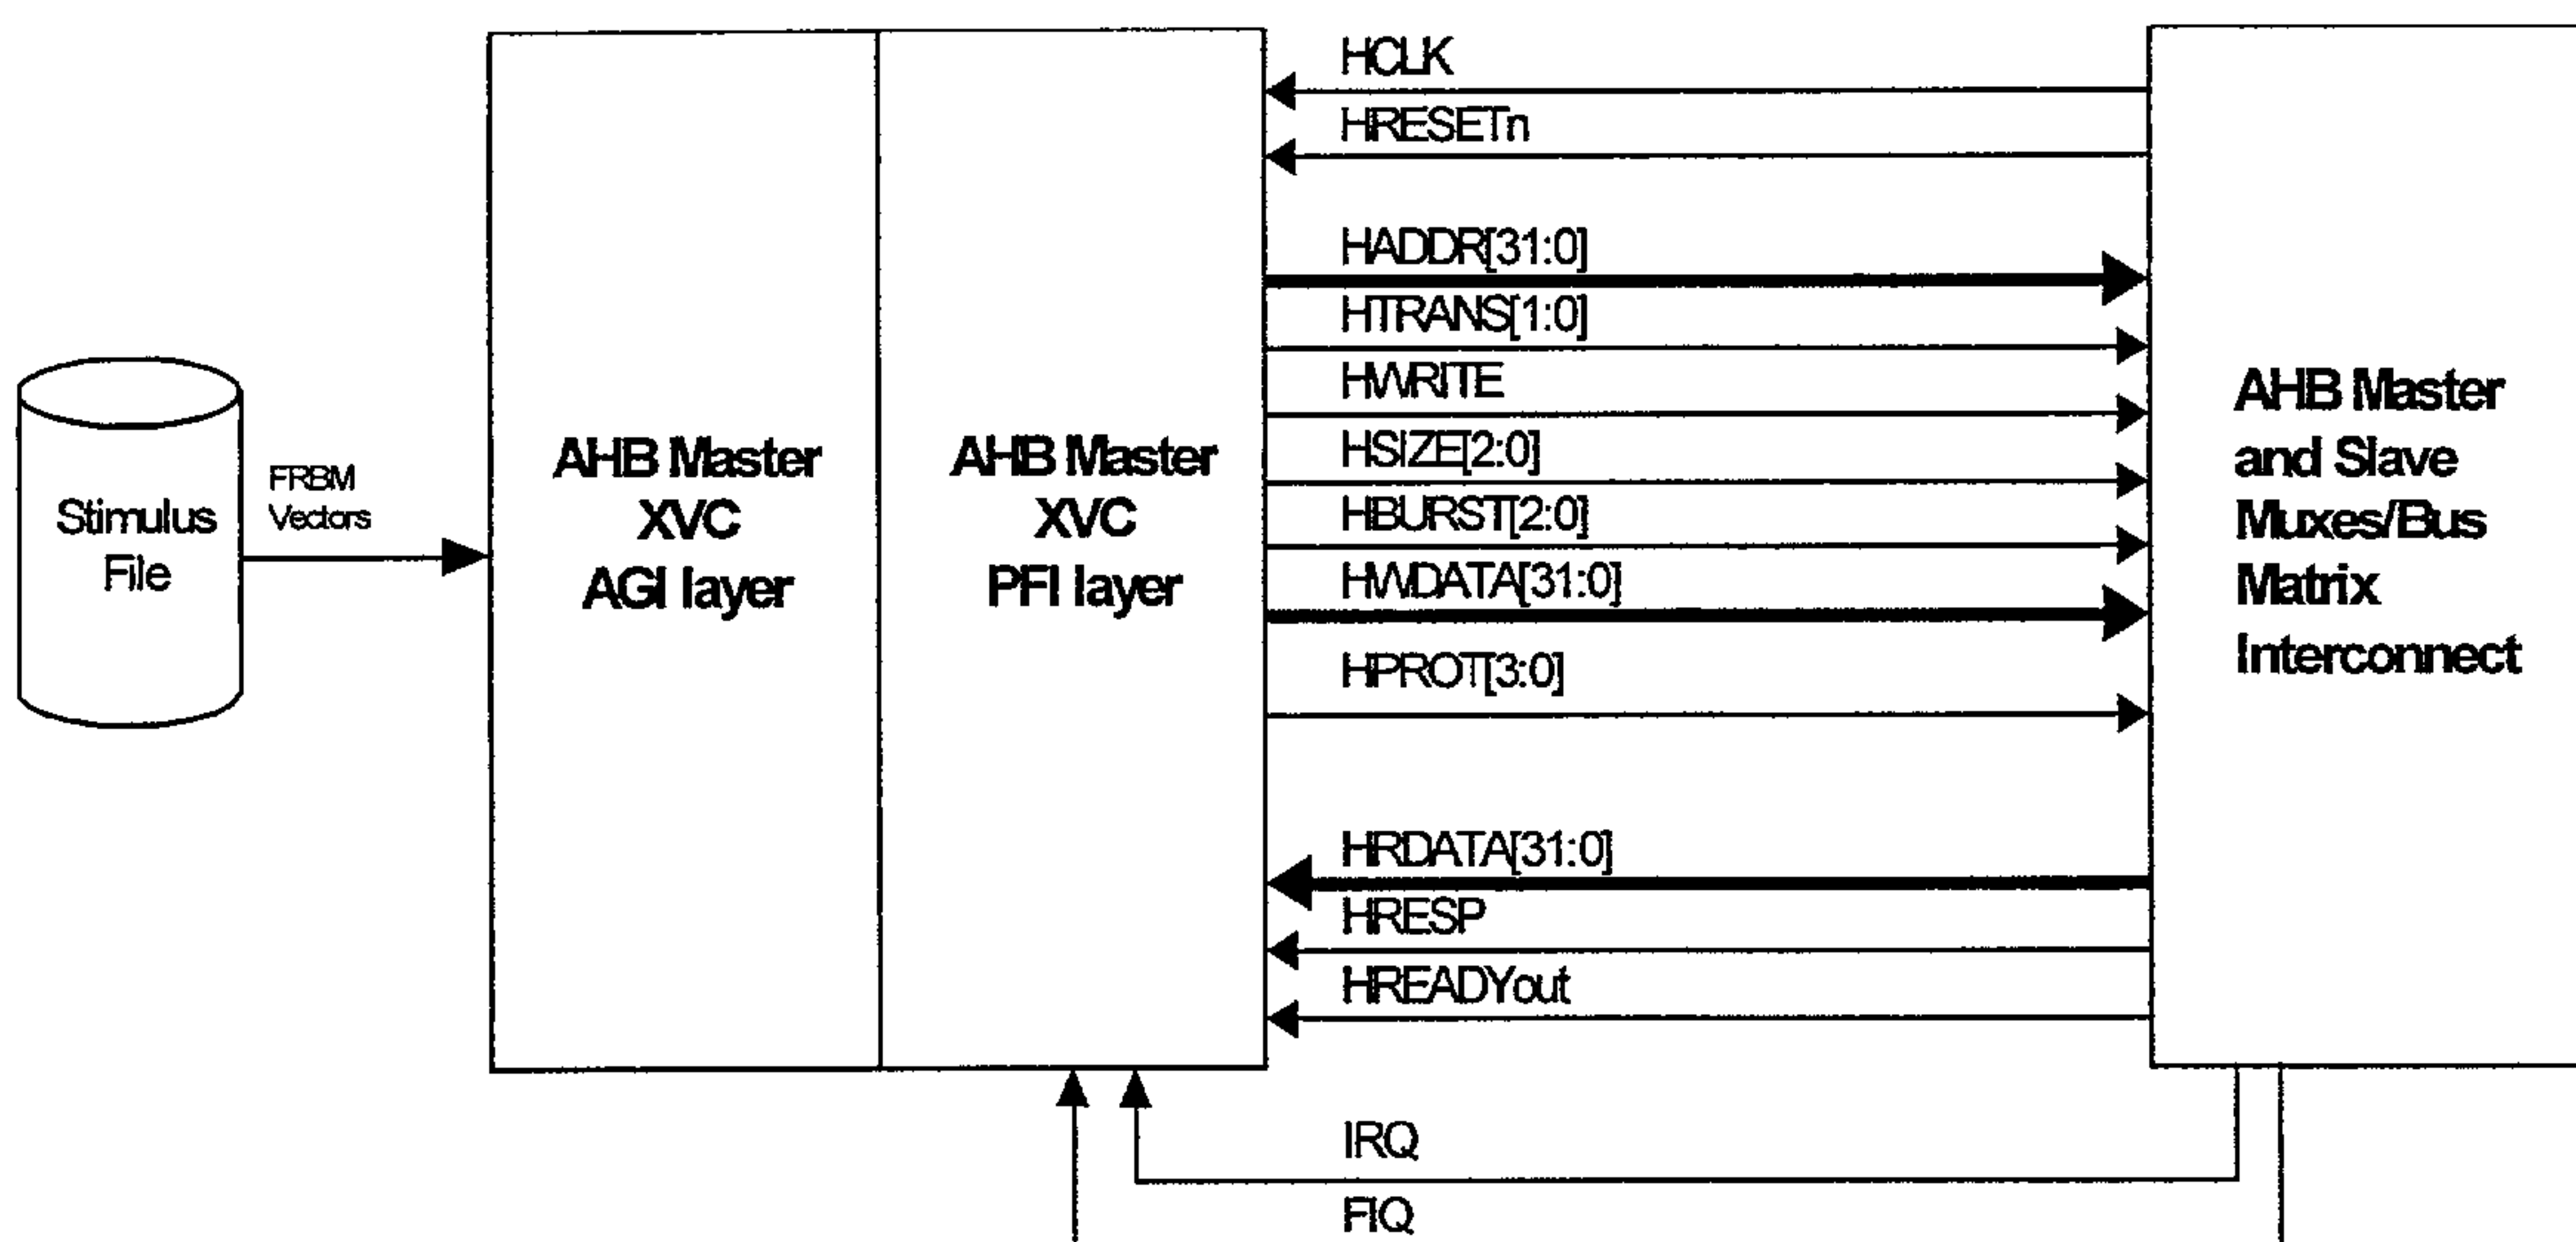 Stimulus
File
FRBM
Vectors
AHB Master
XVC
AGI layer
AHB Master
XVC
PFI layer
HCLK
HRESETn
HADDR[31:0]
HTRANS[1:0]
HWRITE
HSIZE[2:0]
HBURST[2:0]
HWDATA[31:0]
HPROT[3:0]
HRDATA[31:0]
HRESP
HREADYout
IRQ
FIQ
AHB Master
and Slave
Muxes/Bus
Matrix
Interconnect